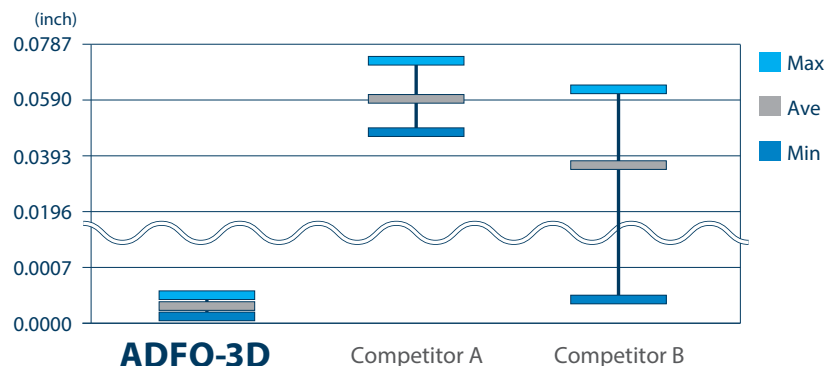 (inch)
0.0787
0.0590
0.0393
0.0196
0.0007
0.0000
Max
Ave
Min
ADFO-3D
Competitor A
Competitor B